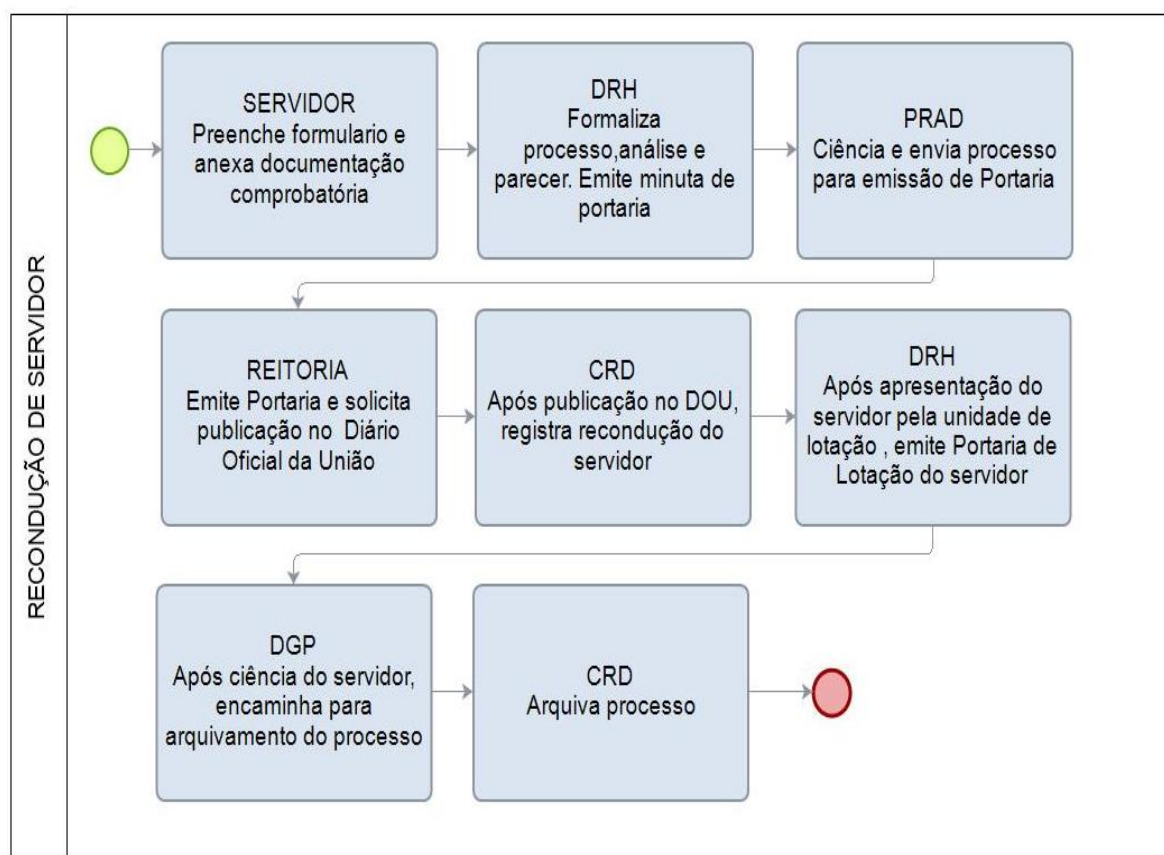 RECONDUÇÃO DE SERVIDOR
SERVIDOR
Preenche formulario e
anexa documentação
comprobatória
DRH
Formaliza
processo,análise e
parecer. Emite minuta de
portaria
PRAD
Ciência e envia processo
para emissão de Portaria
REITORIA
Emite Portaria e solicita
publicação no Diário
Oficial da União
CRD
Após publicação no DOU,
registra recondução do
servidor
DRH
Após apresentação do
servidor pela unidade de
lotação , emite Portaria de
Lotação do servidor
DGP
Após ciência do servidor,
encaminha para
arquivamento do processo
CRD
Arquiva processo